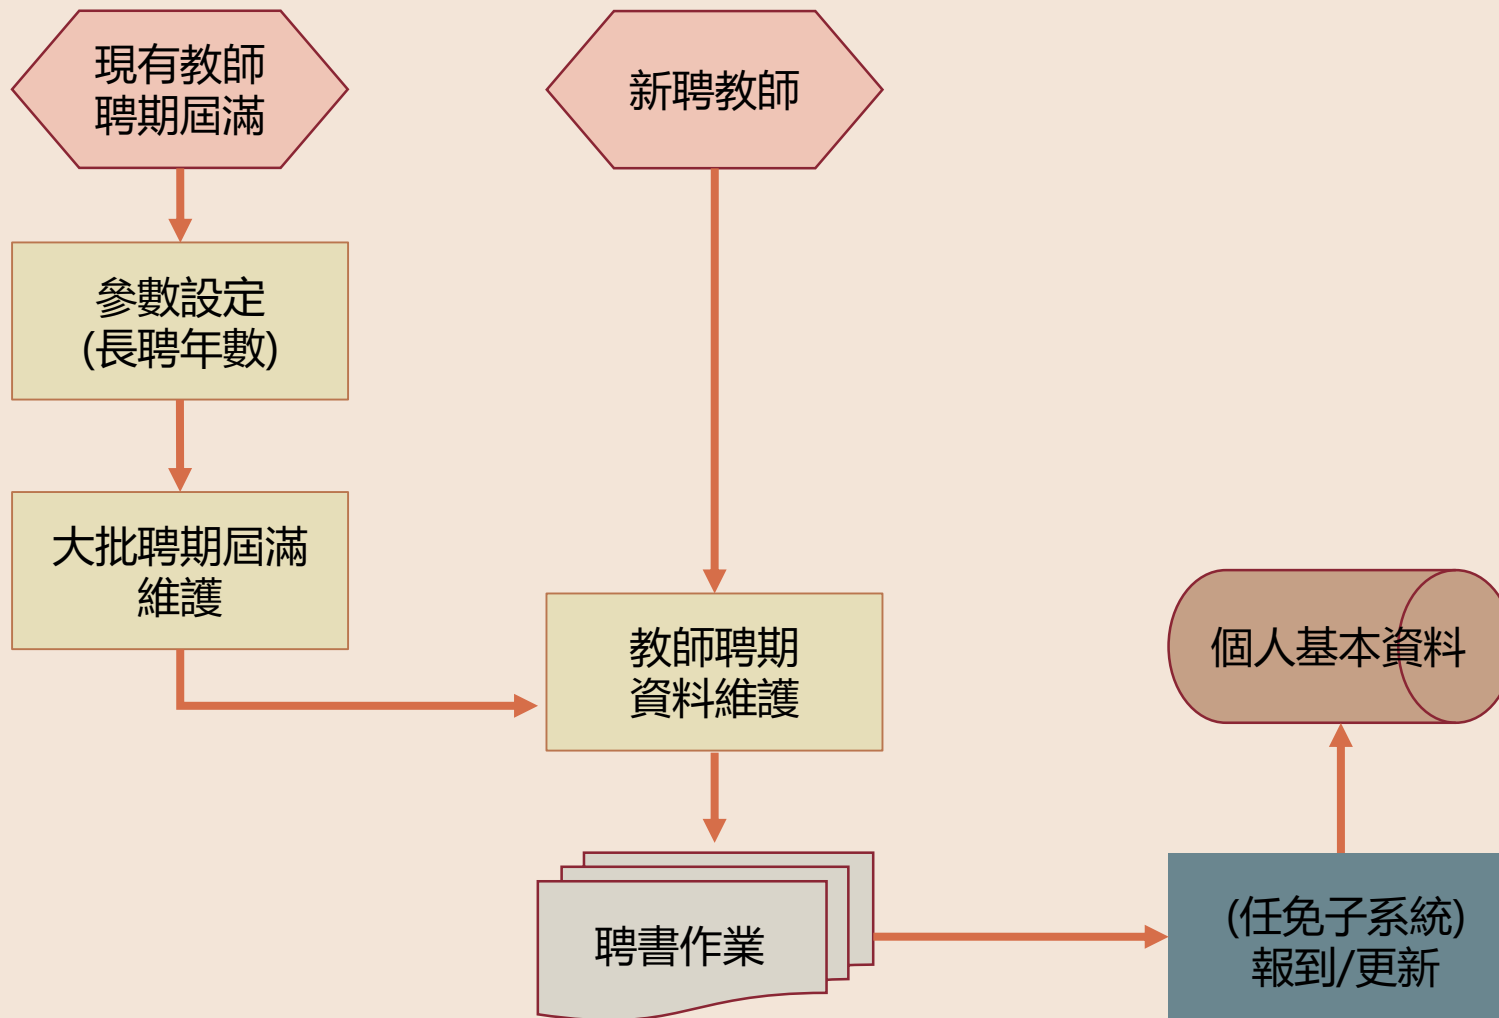 現有教師
聘期屆滿
新聘教師
參數設定
(長聘年數)
大批聘期屆滿
維護
教師聘期
資料維護
個人基本資料
聘書作業
(任免子系統)
報到/更新